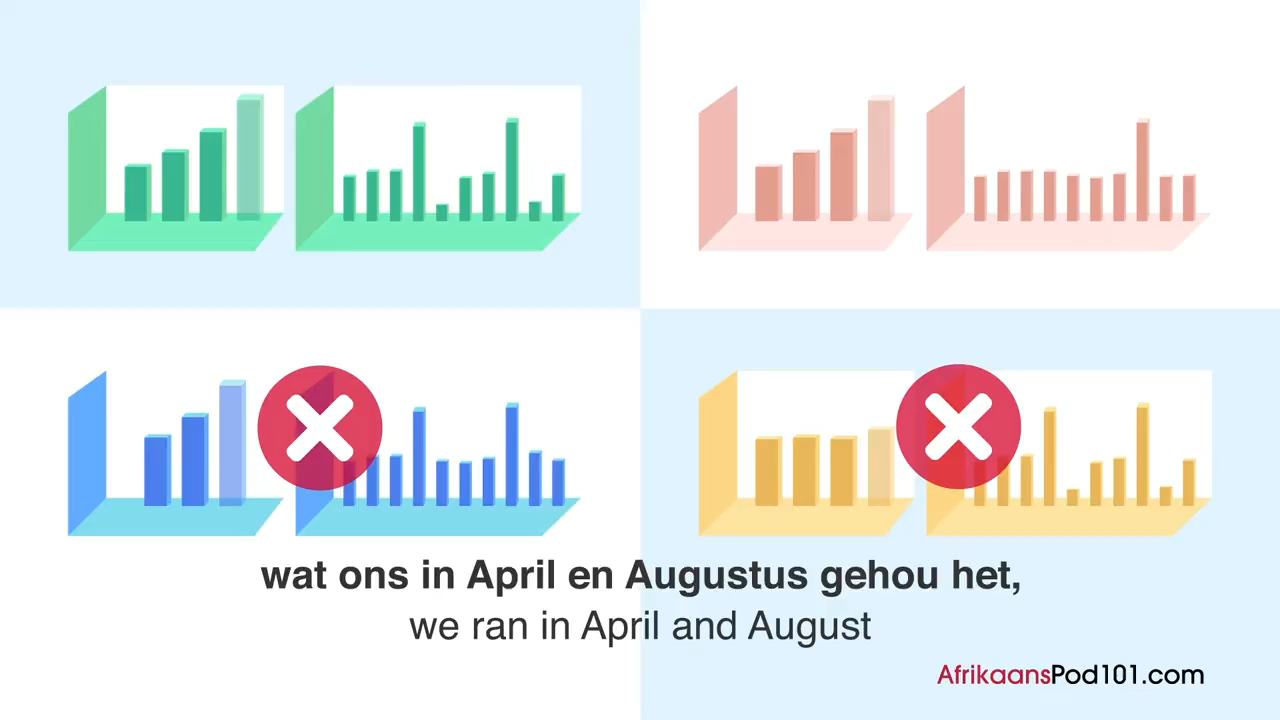 wat ons in April en Augustus gehou het,
we ran in April and August
AfrikaansPod101.com